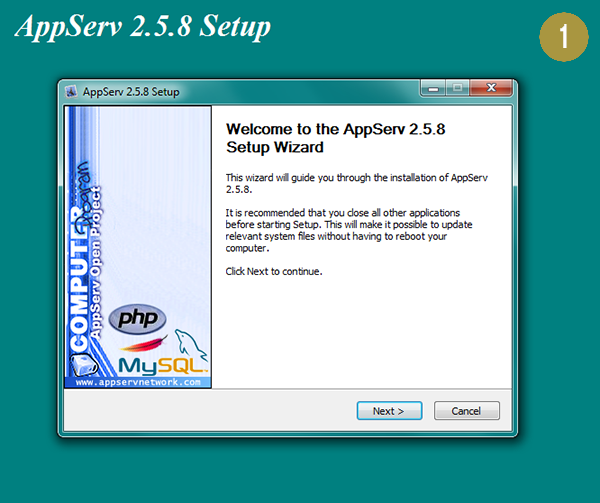 AppServ 2.5.8 Setup
1
AppServ 2.5.8 Setup
Welcome to the AppServ 2.5.8
Setup Wizard
This wizard will guide you through the installation of AppServ
2.5.8.
It is recommended that you close all other applications
before starting Setup. This will make it possible to update
relevant system files without having to reboot your
computer.
Click Next to continue.
COMPUTER
Program
AppServ Open Project
php
MySQL
www.appservnetwork.com
Next >
Cancel